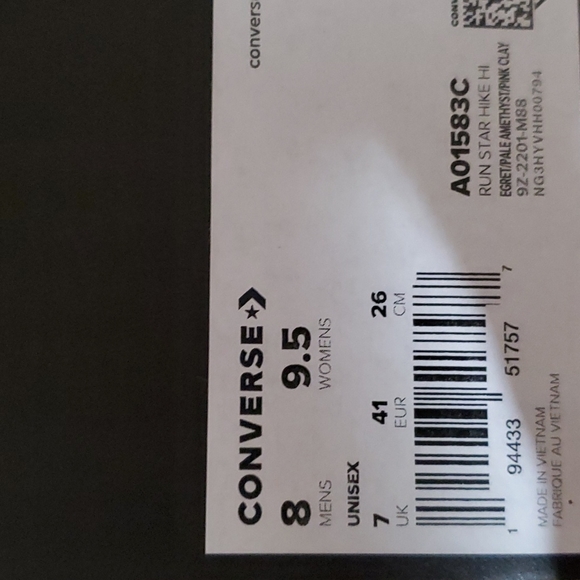 convers
CONV
CONVERSE
8 9.5
MENS WOMENS
UNISEX
7 41 26
UK EUR CM
A01583C
RUN STAR HIKE HI
EGRET/PALE AMETHYST/PINK CLAY
9Z-2201-M88
NG3HYVHH00794
1 94433 51757 7
MADE IN VIETNAM
FABRIQUE AU VIETNAM